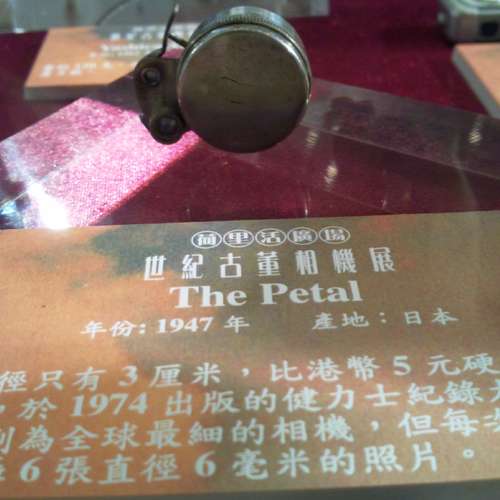 荷里活廣場
世紀古董相機展
The Petal
年份: 1947 年 產地：日本
徑只有 3 厘米，比港幣 5 元硬
，於 1974 出版的健力士紀錄
列為全球最細的相機，但每
6 張直徑 6 毫米的照片。